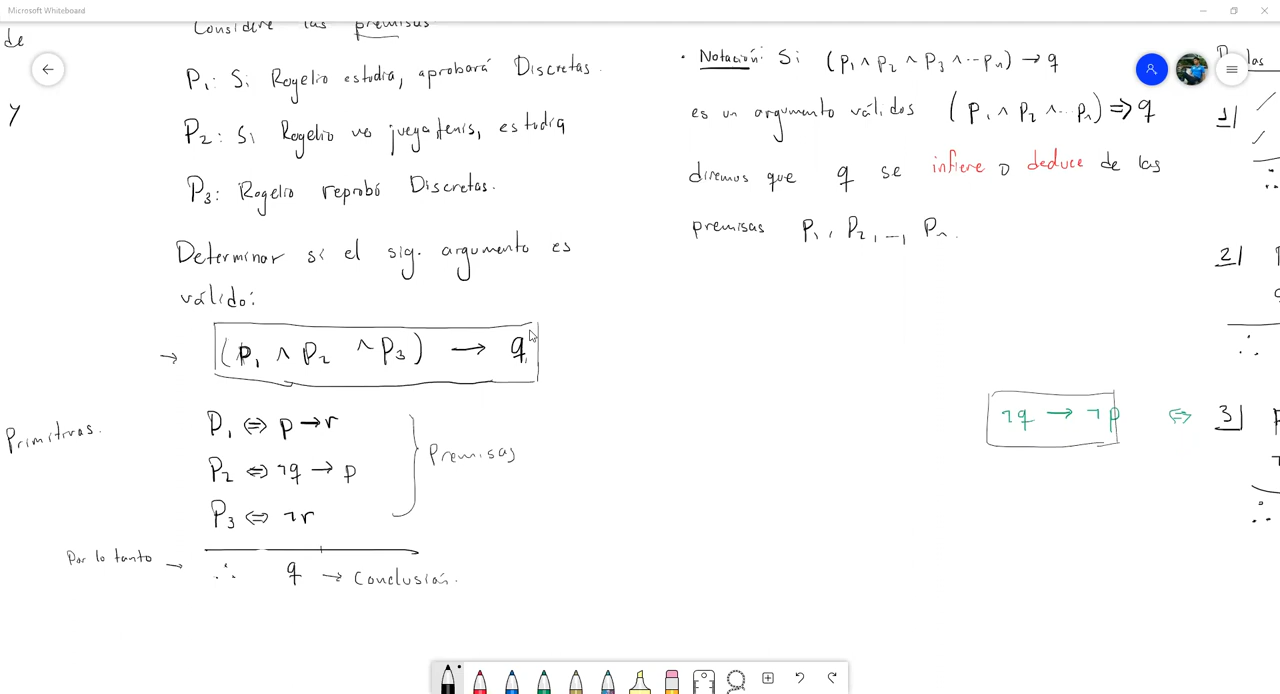 Microsoft Whiteboard
de
y
Considere las premisas
P₁: Si Rogelio estudia, aprobará Discretas.
P₂: Si Rogelio no juega tenis, estudia
P₃: Rogelio reprobó Discretas.
Determinar si el sig. argumento es
válido:
→ (p₁ ∧ p₂ ∧ p₃) → q
Primitivas.
P₁ ⇔ p → r
P₂ ⇔ ¬q → p
P₃ ⇔ ¬r
Premisas
Por lo tanto →
∴ q → Conclusión.
· Notación: Si (p₁ ∧ p₂ ∧ p₃ ∧ ··· pₙ) → q
es un argumento válidos (p₁ ∧ p₂ ∧ ··· pₙ) ⇒ q
diremos que q se infiere o deduce de las
premisas p₁, p₂, ..., pₙ.
¬q → ¬p ⇔
las
1)
∴
2)
∴
3) p
∴